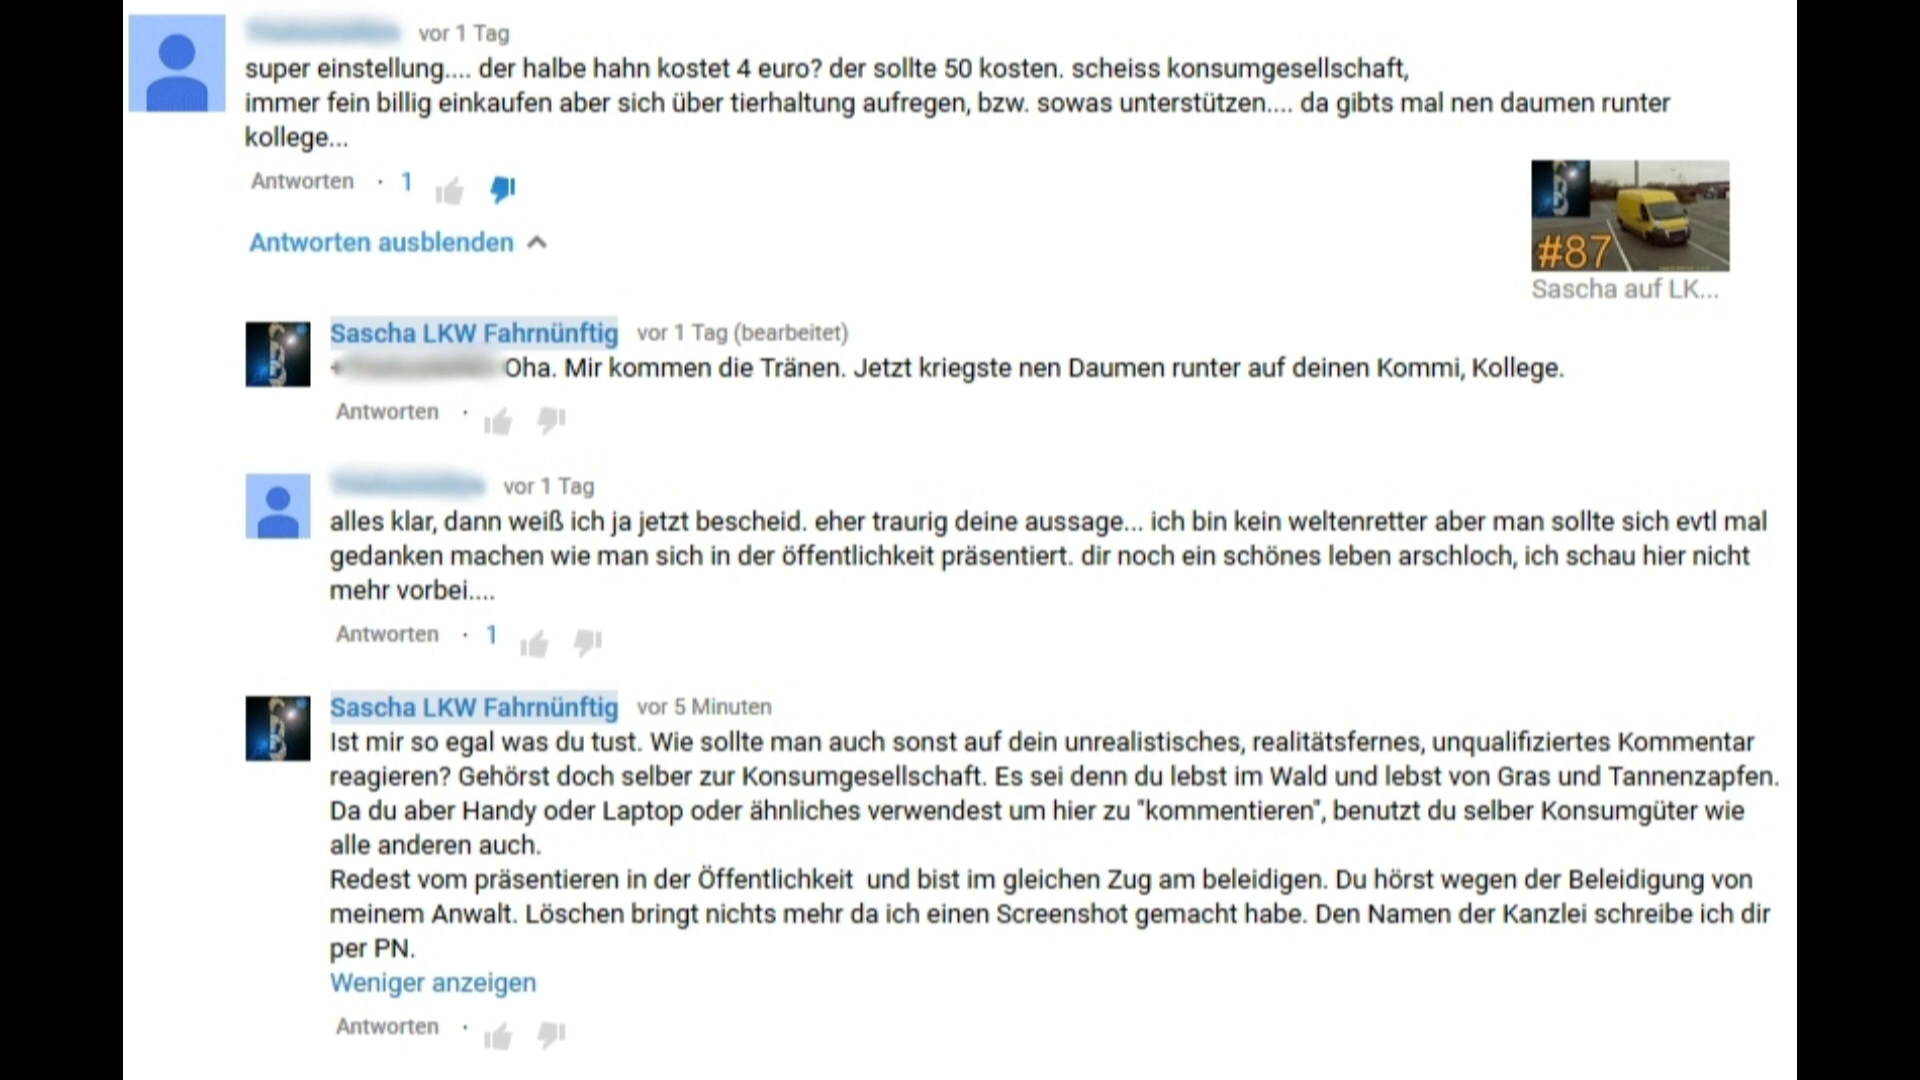 vor 1 Tag
super einstellung.... der halbe hahn kostet 4 euro? der sollte 50 kosten. scheiss konsumgesellschaft,
immer fein billig einkaufen aber sich über tierhaltung aufregen, bzw. sowas unterstützen.... da gibts mal nen daumen runter
kollege...
Antworten · 1
Antworten ausblenden
#87
Sascha auf LK...
Sascha LKW Fahrnünftig vor 1 Tag (bearbeitet)
Oha. Mir kommen die Tränen. Jetzt kriegste nen Daumen runter auf deinen Kommi, Kollege.
Antworten ·
vor 1 Tag
alles klar, dann weiß ich ja jetzt bescheid. eher traurig deine aussage... ich bin kein weltenretter aber man sollte sich evtl mal
gedanken machen wie man sich in der öffentlichkeit präsentiert. dir noch ein schönes leben arschloch, ich schau hier nicht
mehr vorbei....
Antworten · 1
Sascha LKW Fahrnünftig vor 5 Minuten
Ist mir so egal was du tust. Wie sollte man auch sonst auf dein unrealistisches, realitätsfernes, unqualifiziertes Kommentar
reagieren? Gehörst doch selber zur Konsumgesellschaft. Es sei denn du lebst im Wald und lebst von Gras und Tannenzapfen.
Da du aber Handy oder Laptop oder ähnliches verwendest um hier zu "kommentieren", benutzt du selber Konsumgüter wie
alle anderen auch.
Redest vom präsentieren in der Öffentlichkeit und bist im gleichen Zug am beleidigen. Du hörst wegen der Beleidigung von
meinem Anwalt. Löschen bringt nichts mehr da ich einen Screenshot gemacht habe. Den Namen der Kanzlei schreibe ich dir
per PN.
Weniger anzeigen
Antworten ·